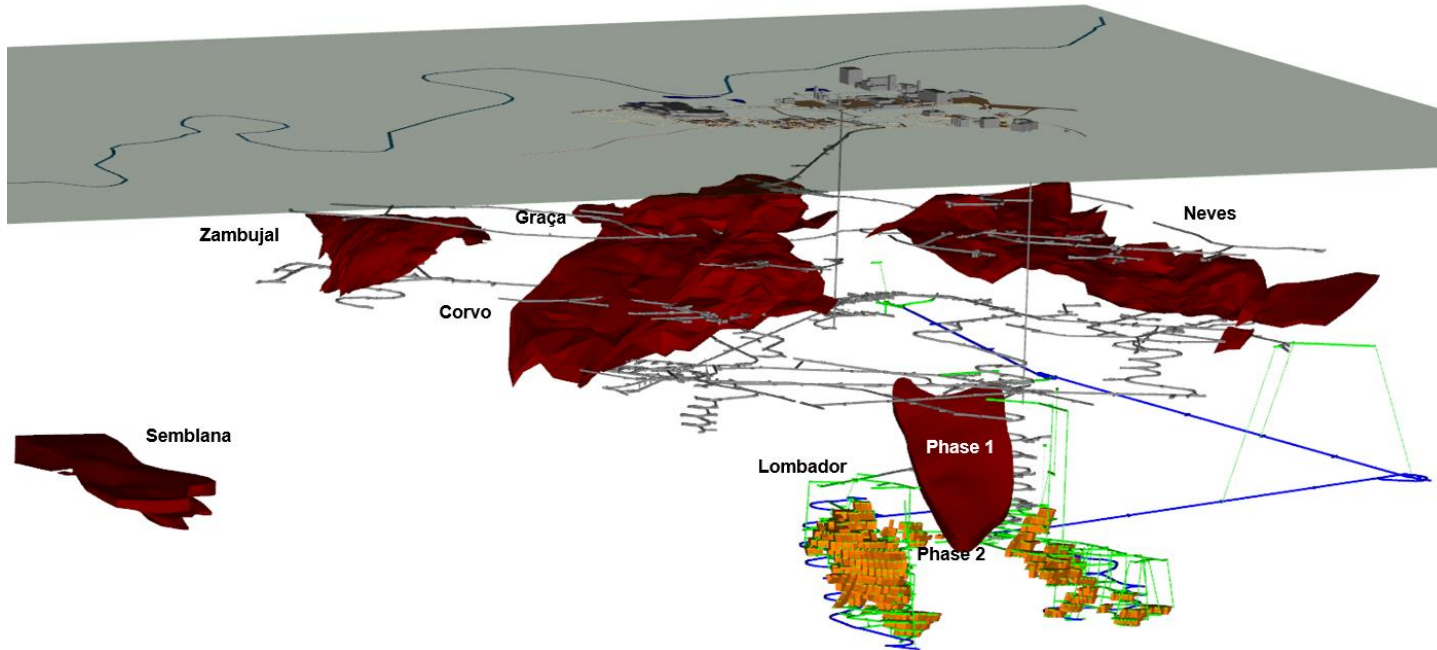 Graça
Neves
Zambujal
Corvo
Semblana
Phase 1
Lombador
Phase 2